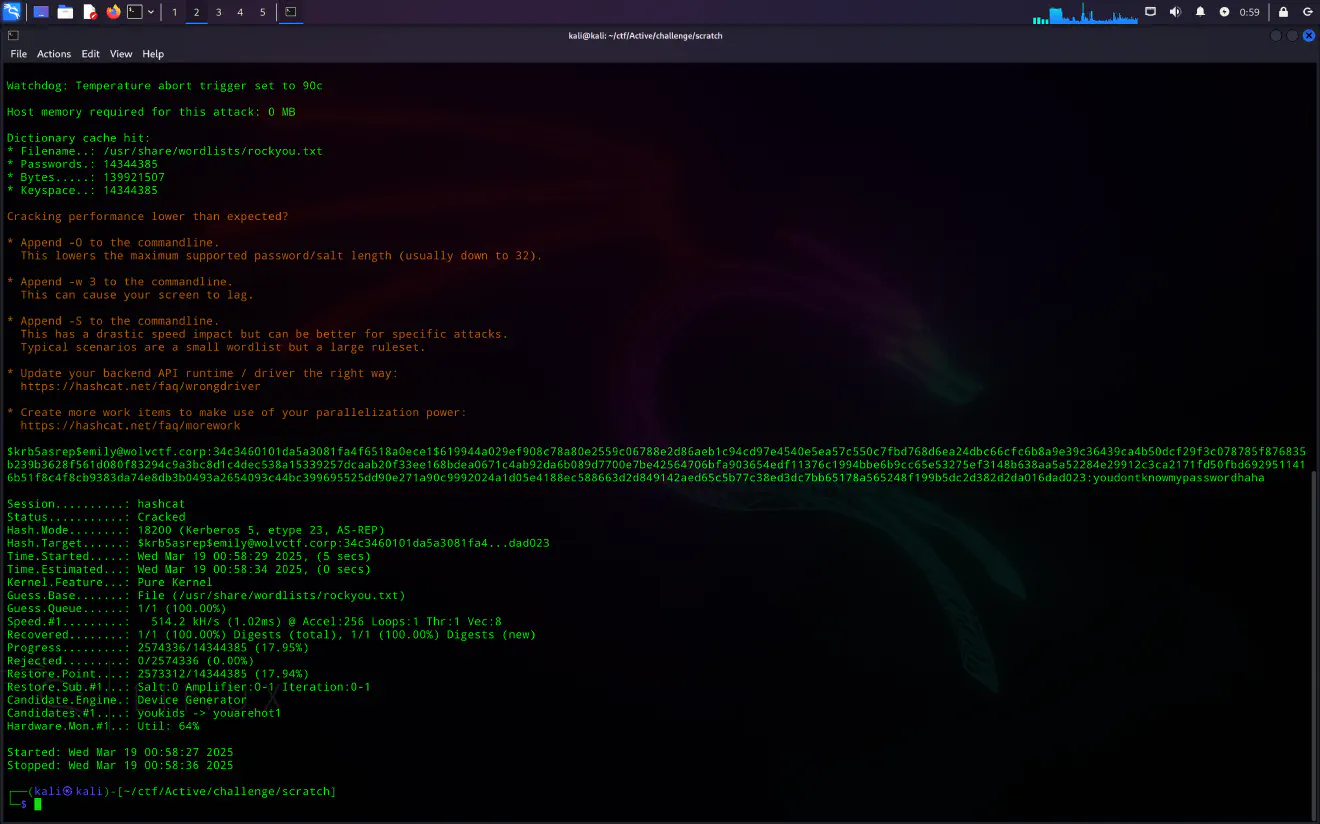 1 2 3 4 5 0:59
kali@kali: ~/ctf/Active/challenge/scratch
File Actions Edit View Help
Watchdog: Temperature abort trigger set to 90c
Host memory required for this attack: 0 MB
Dictionary cache hit:
* Filename..: /usr/share/wordlists/rockyou.txt
* Passwords.: 14344385
* Bytes.....: 139921507
* Keyspace..: 14344385
Cracking performance lower than expected?
* Append -O to the commandline.
This lowers the maximum supported password/salt length (usually down to 32).
* Append -w 3 to the commandline.
This can cause your screen to lag.
* Append -S to the commandline.
This has a drastic speed impact but can be better for specific attacks.
Typical scenarios are a small wordlist but a large ruleset.
* Update your backend API runtime / driver the right way:
https://hashcat.net/faq/wrongdriver
* Create more work items to make use of your parallelization power:
https://hashcat.net/faq/morework
$krb5asrep$emily@wolvctf.corp:34c3460101da5a3081fa4f6518a0ece1$619944a029ef908c78a80e2559c06788e2d86aeb1c94cd97e4540e5ea57c550c7fbd768d6ea24dbc66cfc6b8a9e39c36439ca4b50dcf29f3c078785f876835
b239b3628f561d080f83294c9a3bc8d1c4dec538a15339257dcaab20f33ee168bdea0671c4ab92da6b089d7700e7be42564706bfa903654edf11376c1994bbe6b9cc65e53275ef3148b638aa5a52284e29912c3ca2171fd50fbd692951141
6b51f8c4f8cb9383da74e8db3b0493a2654093c44bc399695525dd90e271a90c9992024a1d05e4188ec588663d2d849142aed65c5b77c38ed3dc7bb65178a565248f199b5dc2d382d2da016dad023:youdontknowmypasswordhaha
Session..........: hashcat
Status...........: Cracked
Hash.Mode........: 18200 (Kerberos 5, etype 23, AS-REP)
Hash.Target......: $krb5asrep$emily@wolvctf.corp:34c3460101da5a3081fa4...dad023
Time.Started.....: Wed Mar 19 00:58:29 2025, (5 secs)
Time.Estimated...: Wed Mar 19 00:58:34 2025, (0 secs)
Kernel.Feature...: Pure Kernel
Guess.Base.......: File (/usr/share/wordlists/rockyou.txt)
Guess.Queue......: 1/1 (100.00%)
Speed.#1.........: 514.2 kH/s (1.02ms) @ Accel:256 Loops:1 Thr:1 Vec:8
Recovered........: 1/1 (100.00%) Digests (total), 1/1 (100.00%) Digests (new)
Progress.........: 2574336/14344385 (17.95%)
Rejected.........: 0/2574336 (0.00%)
Restore.Point....: 2573312/14344385 (17.94%)
Restore.Sub.#1...: Salt:0 Amplifier:0-1 Iteration:0-1
Candidate.Engine.: Device Generator
Candidates.#1....: youkids -> youarehot1
Hardware.Mon.#1..: Util: 64%
Started: Wed Mar 19 00:58:27 2025
Stopped: Wed Mar 19 00:58:36 2025
┌──(kali㉿kali)-[~/ctf/Active/challenge/scratch]
└─$